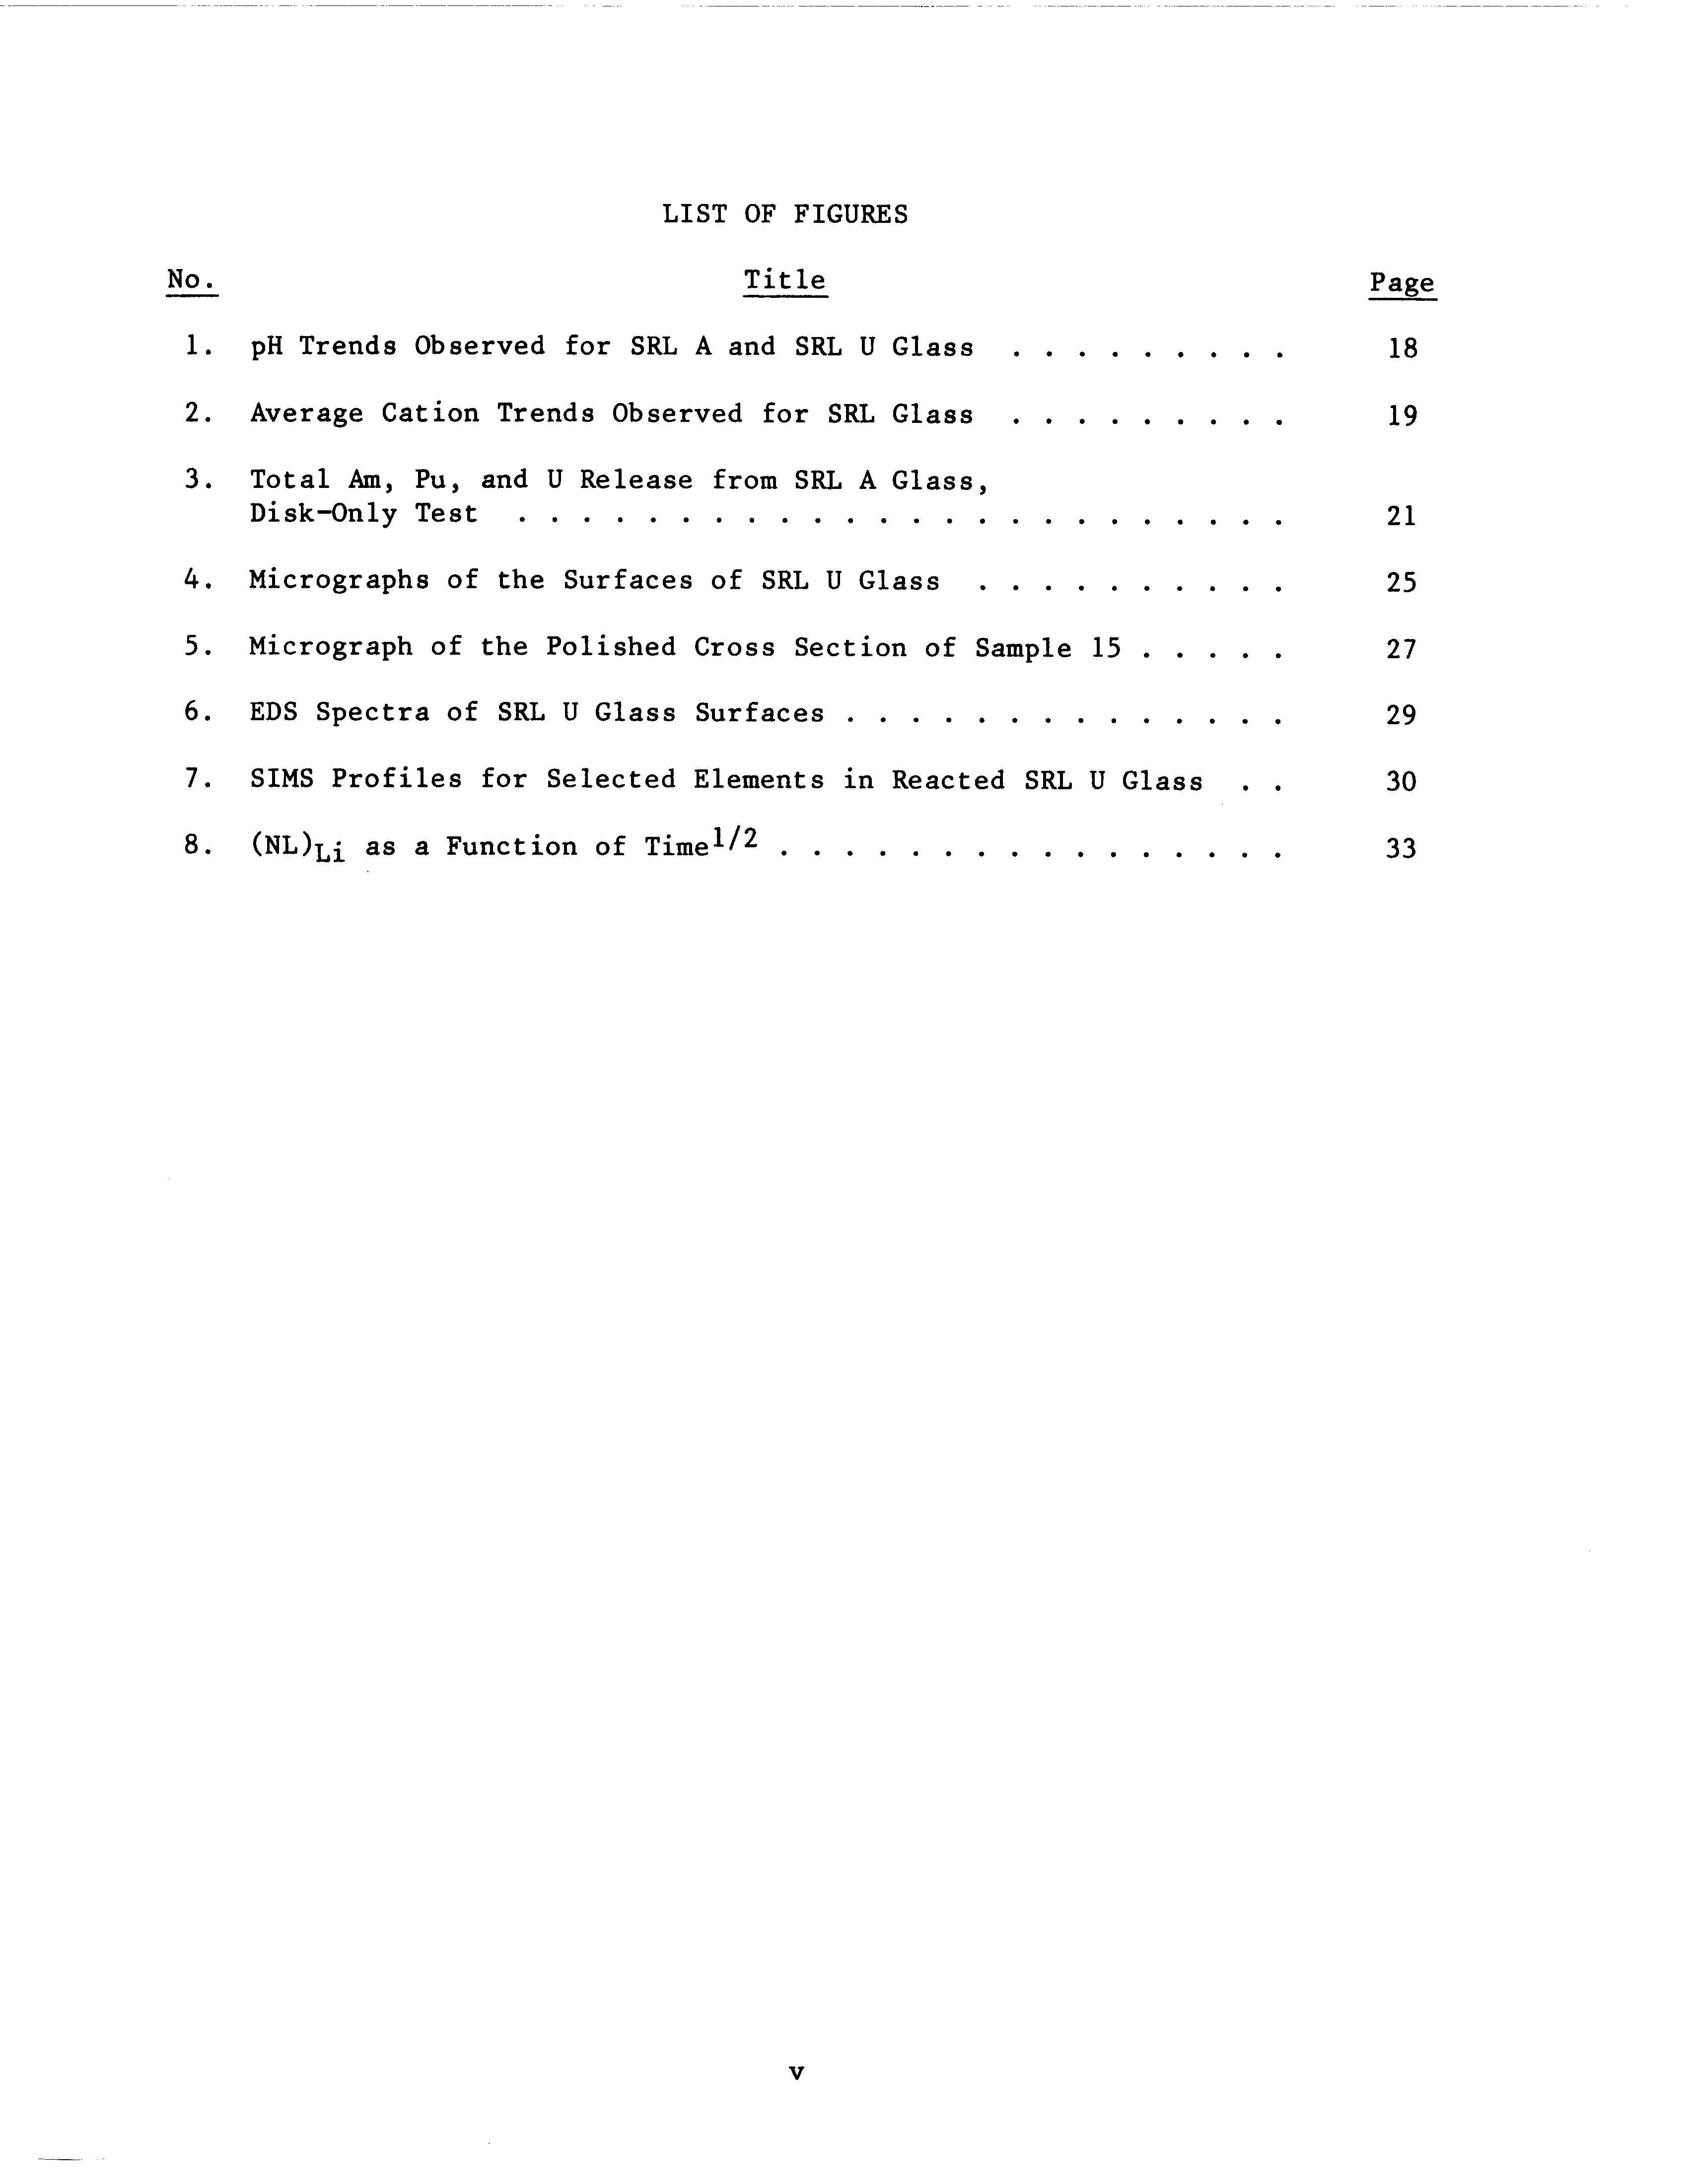 LIST OF FIGURES
No. Title Page
1. pH Trends Observed for SRL A and SRL U Glass . . . . . . . . . 18
2. Average Cation Trends Observed for SRL Glass . . . . . . . . . 19
3. Total Am, Pu, and U Release from SRL A Glass,
Disk-Only Test . . . . . . . . . . . . . . . . . . . . . . . . 21
4. Micrographs of the Surfaces of SRL U Glass . . . . . . . . . . 25
5. Micrograph of the Polished Cross Section of Sample 15 . . . . . 27
6. EDS Spectra of SRL U Glass Surfaces . . . . . . . . . . . . . . 29
7. SIMS Profiles for Selected Elements in Reacted SRL U Glass . . 30
8. (NL)Li as a Function of Time1/2 . . . . . . . . . . . . . . . . 33
v